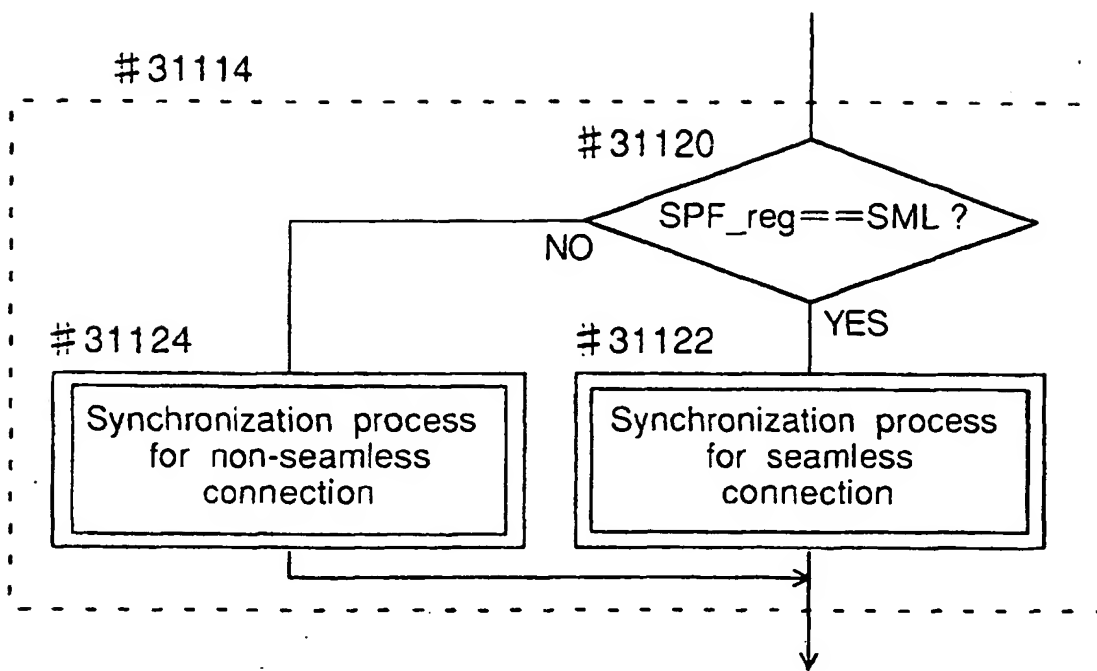 #31114
#31120
SPF_reg==SML ?
NO
YES
#31124
#31122
Synchronization process
for non-seamless
connection
Synchronization process
for seamless
connection